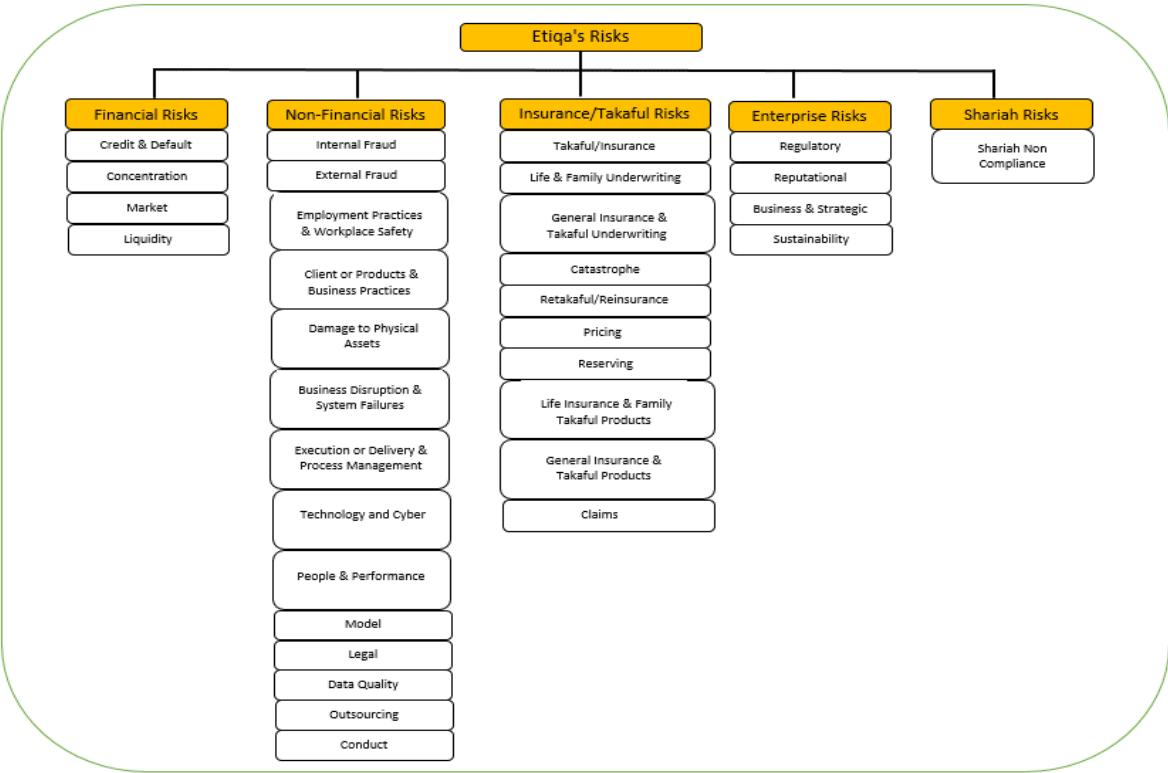 Etiqa's Risks
Financial Risks
Credit & Default
Concentration
Market
Liquidity
Non-Financial Risks
Internal Fraud
External Fraud
Employment Practices
& Workplace Safety
Client or Products &
Business Practices
Damage to Physical
Assets
Business Disruption &
System Failures
Execution or Delivery &
Process Management
Technology and Cyber
People & Performance
Model
Legal
Data Quality
Outsourcing
Conduct
Insurance/Takaful Risks
Takaful/Insurance
Life & Family Underwriting
General Insurance &
Takaful Underwriting
Catastrophe
Retakaful/Reinsurance
Pricing
Reserving
Life Insurance & Family
Takaful Products
General Insurance &
Takaful Products
Claims
Enterprise Risks
Regulatory
Reputational
Business & Strategic
Sustainability
Shariah Risks
Shariah Non
Compliance